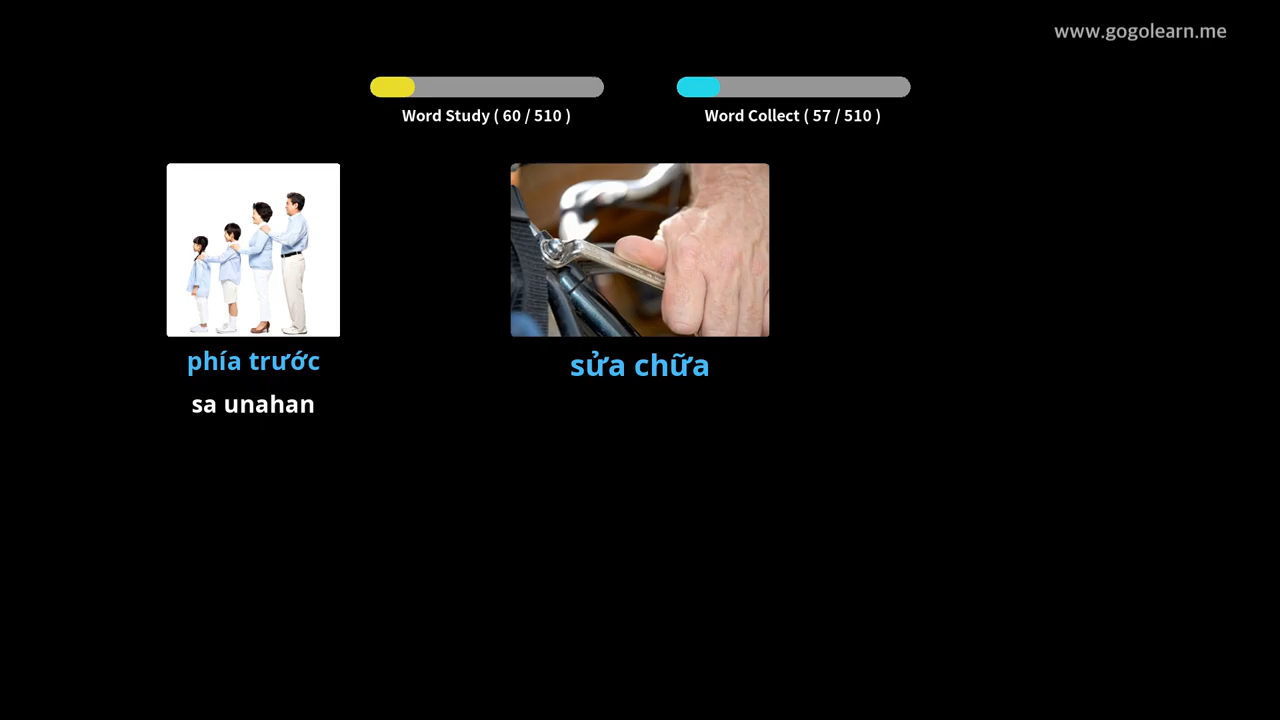 www.gogolearn.me
Word Study ( 60 / 510 )
Word Collect ( 57 / 510 )
phía trước
sa unahan
sửa chữa